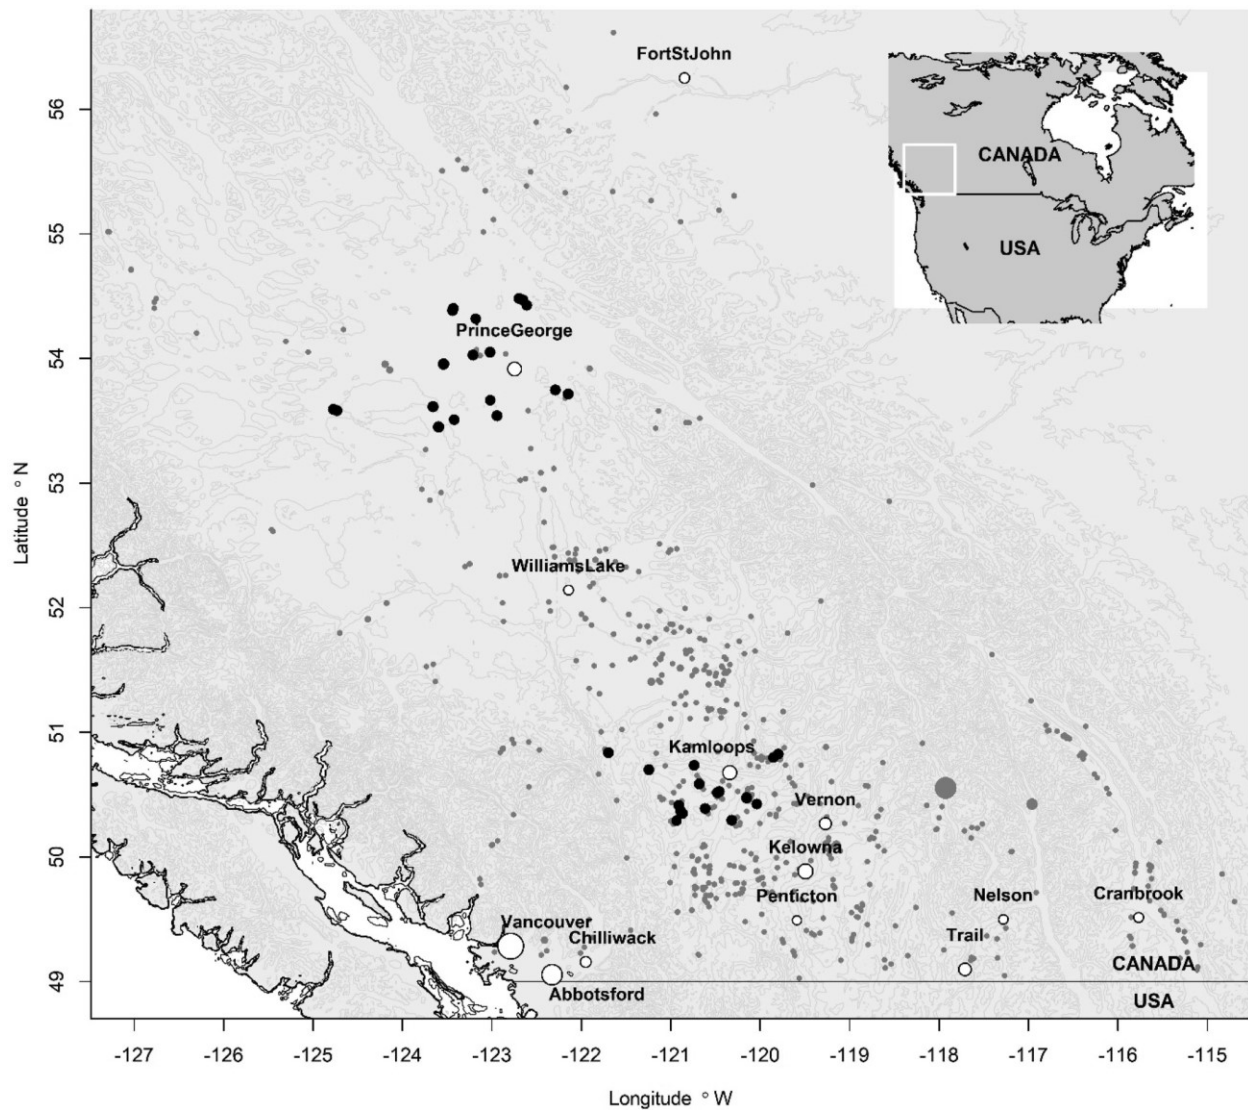 FortStJohn
CANADA
USA
PrinceGeorge
WilliamsLake
Kamloops
Vernon
Kelowna
Penticton
Nelson
Cranbrook
Trail
Vancouver
Chilliwack
Abbotsford
CANADA
USA
56
55
54
53
52
51
50
49
Latitude ° N
-127 -126 -125 -124 -123 -122 -121 -120 -119 -118 -117 -116 -115
Longitude ° W